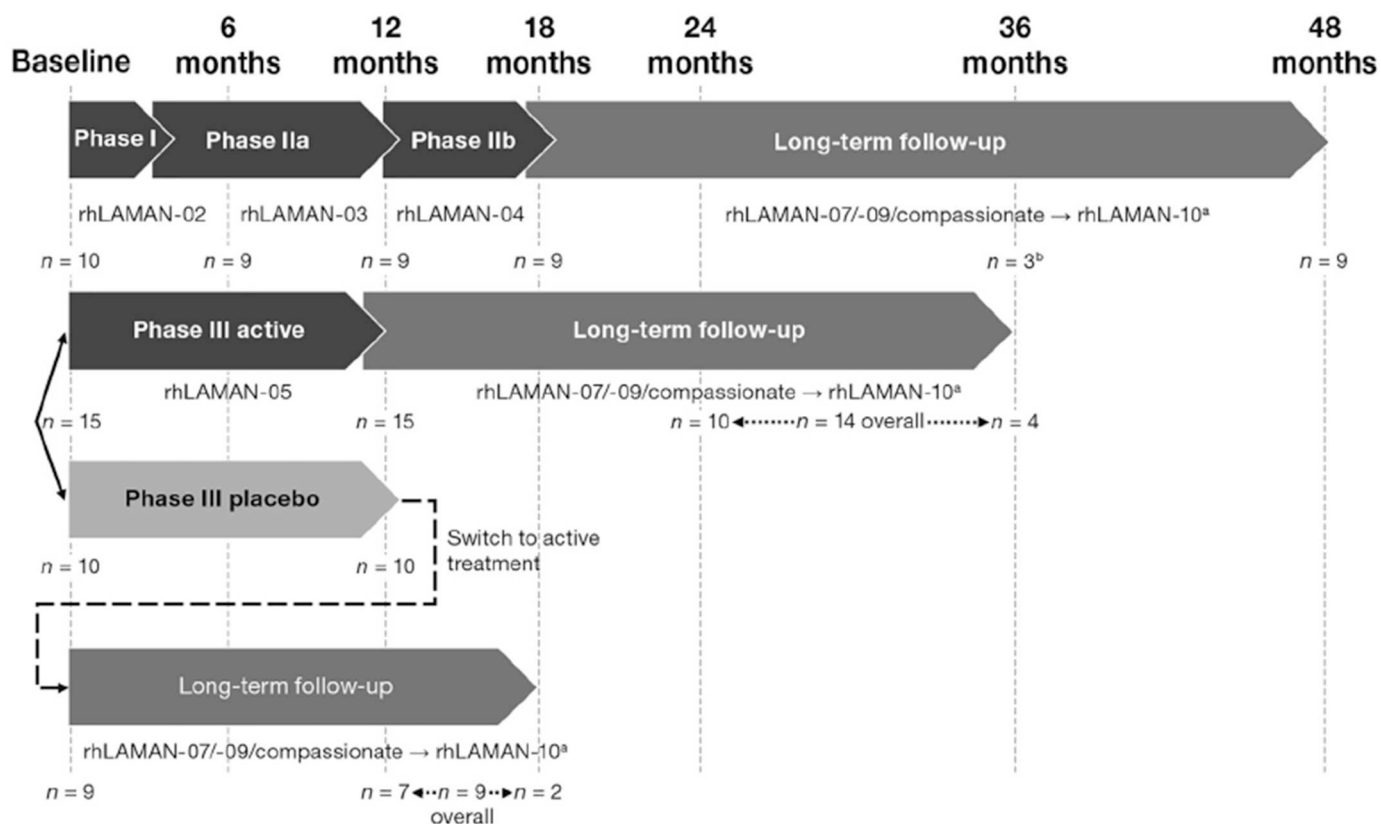 Baseline 6 months 12 months 18 months 24 months 36 months 48 months
Phase I Phase IIa Phase IIb Long-term follow-up
rhLAMAN-02 rhLAMAN-03 rhLAMAN-04 rhLAMAN-07/-09/compassionate → rhLAMAN-10ᵃ
n = 10 n = 9 n = 9 n = 9 n = 3ᵇ n = 9
Phase III active Long-term follow-up
rhLAMAN-05 rhLAMAN-07/-09/compassionate → rhLAMAN-10ᵃ
n = 15 n = 15 n = 10 n = 14 overall n = 4
Phase III placebo
Switch to active
treatment
n = 10 n = 10
Long-term follow-up
rhLAMAN-07/-09/compassionate → rhLAMAN-10ᵃ
n = 9 n = 7 n = 9 n = 2
overall